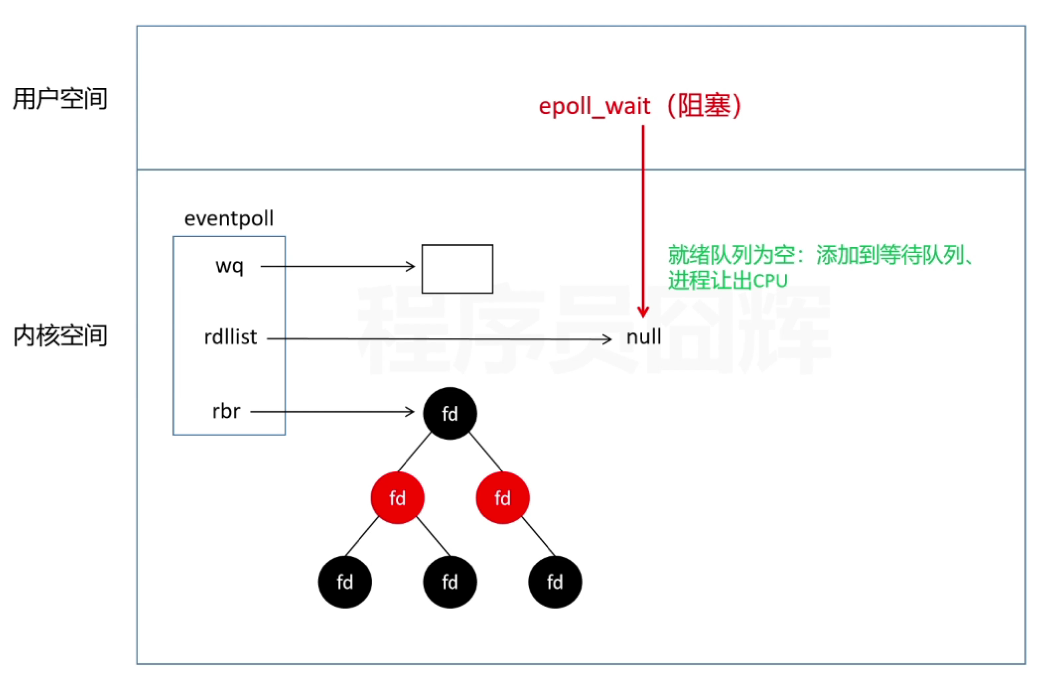 用户空间
epoll_wait（阻塞）
eventpoll
wq
就绪队列为空：添加到等待队列、
进程让出CPU
程序员囧辉
内核空间
rdllist
null
rbr
fd
fd
fd
fd
fd
fd